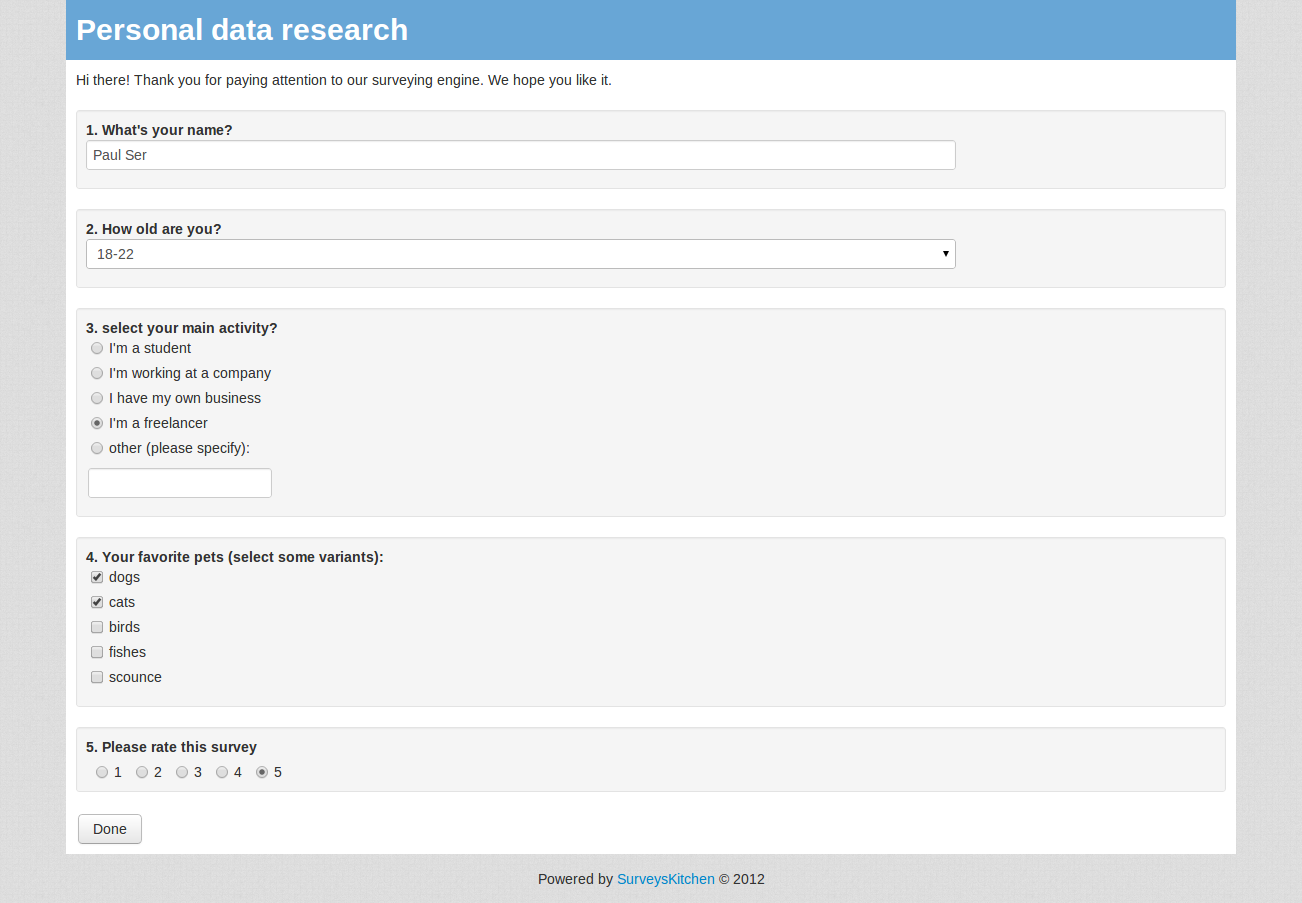 Personal data research
Hi there! Thank you for paying attention to our surveying engine. We hope you like it.
1. What's your name?
Paul Ser
2. How old are you?
18-22
3. select your main activity?
I'm a student
I'm working at a company
I have my own business
I'm a freelancer
other (please specify):
4. Your favorite pets (select some variants):
dogs
cats
birds
fishes
scounce
5. Please rate this survey
1 2 3 4 5
Done
Powered by SurveysKitchen © 2012